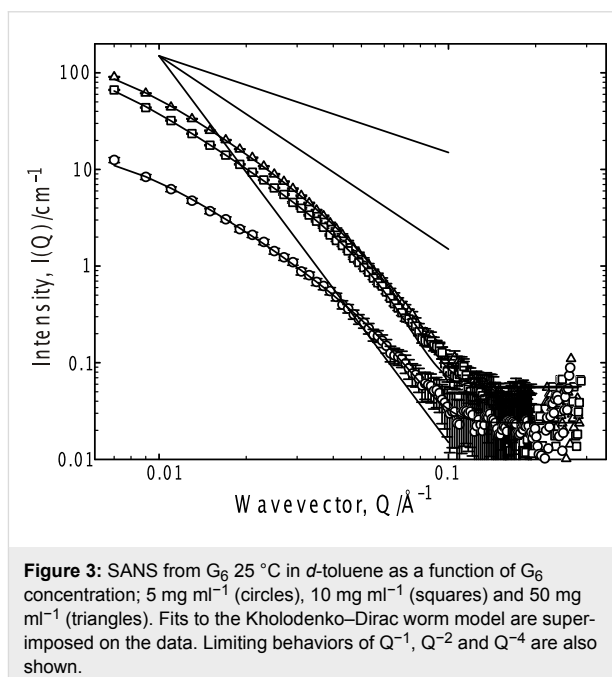 100
10
1
0.1
0.01
Intensity, I(Q)/cm⁻¹
0.01
0.1
Wavevector, Q/Å⁻¹
Figure 3: SANS from G₆ 25 °C in d-toluene as a function of G₆
concentration; 5 mg ml⁻¹ (circles), 10 mg ml⁻¹ (squares) and 50 mg
ml⁻¹ (triangles). Fits to the Kholodenko–Dirac worm model are super-
imposed on the data. Limiting behaviors of Q⁻¹, Q⁻² and Q⁻⁴ are also
shown.